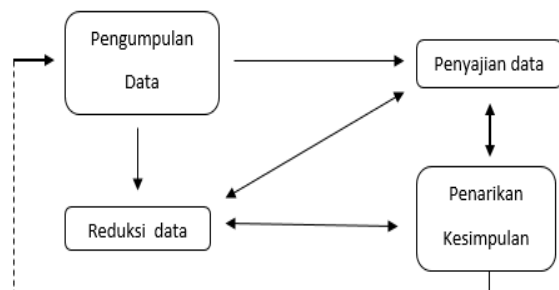 Pengumpulan
Data
Penyajian data
Reduksi data
Penarikan
Kesimpulan